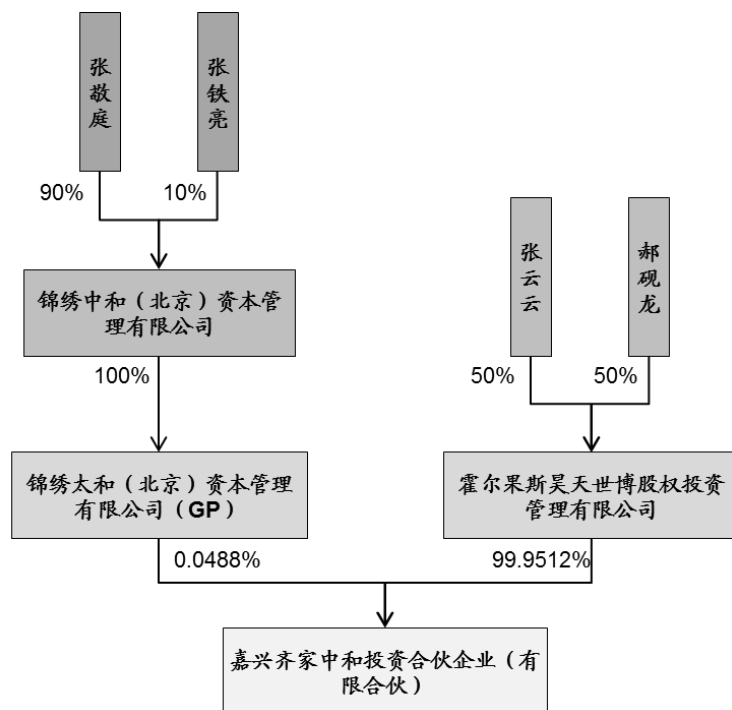 张敬庭
张铁亮
90%
10%
张云云
郝砚龙
锦绣中和（北京）资本管
理有限公司
100%
50%
50%
锦绣太和（北京）资本管理
有限公司（GP）
霍尔果斯昊天世博股权投资
管理有限公司
0.0488%
99.9512%
嘉兴齐家中和投资合伙企业（有
限合伙）